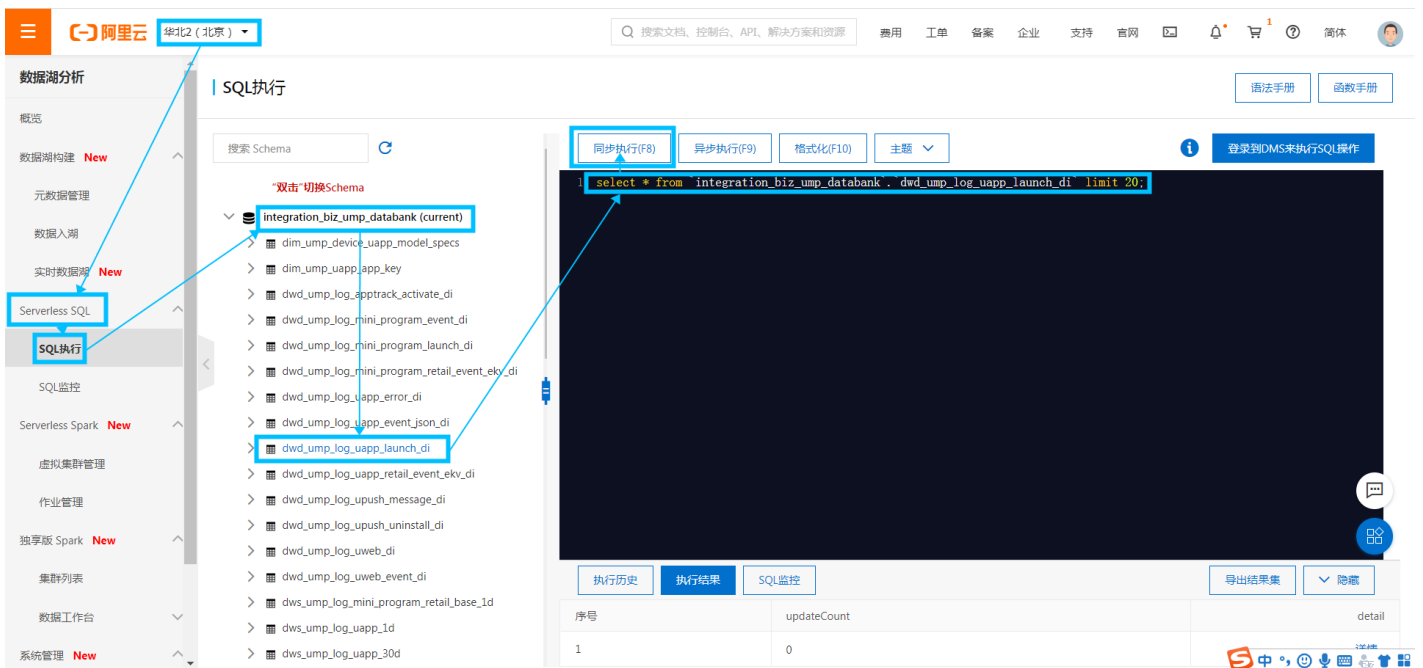 阿里云
华北2（北京）
搜索文档、控制台、API、解决方案和资源
费用 工单 备案 企业 支持 官网 1 简体
数据湖分析
概览
数据湖构建 New
元数据管理
数据入湖
实时数据湖 New
Serverless SQL
SQL执行
SQL监控
Serverless Spark New
虚拟集群管理
作业管理
独享版 Spark New
集群列表
数据工作台
系统管理 New
SQL执行
语法手册 函数手册
搜索 Schema
“双击”切换Schema
integration_biz_ump_databank (current)
dim_ump_device_uapp_model_specs
dim_ump_uapp_app_key
dwd_ump_log_apptrack_activate_di
dwd_ump_log_mini_program_event_di
dwd_ump_log_mini_program_launch_di
dwd_ump_log_mini_program_retail_event_ekv_di
dwd_ump_log_uapp_error_di
dwd_ump_log_uapp_event_json_di
dwd_ump_log_uapp_launch_di
dwd_ump_log_uapp_retail_event_ekv_di
dwd_ump_log_upush_message_di
dwd_ump_log_upush_uninstall_di
dwd_ump_log_uweb_di
dwd_ump_log_uweb_event_di
dws_ump_log_mini_program_retail_base_1d
dws_ump_log_uapp_1d
dws_ump_log_uapp_30d
同步执行(F8) 异步执行(F9) 格式化(F10) 主题
登录到DMS来执行SQL操作
1 select * from `integration_biz_ump_databank`.`dwd_ump_log_uapp_launch_di` limit 20;
执行历史 执行结果 SQL监控
导出结果集 隐藏
序号 updateCount detail
1 0 详情
中